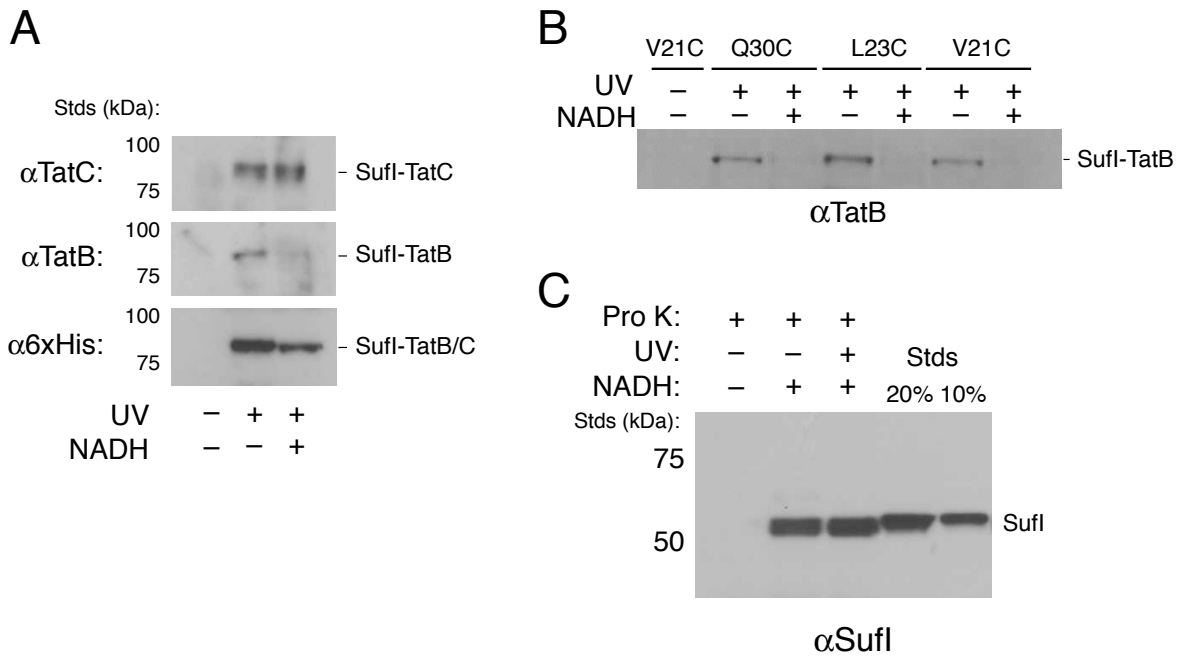 A
Stds (kDa):
100
αTatC:
75
- SufI-TatC
100
αTatB:
75
- SufI-TatB
100
α6xHis:
75
- SufI-TatB/C
UV – + +
NADH – – +
B
V21C Q30C L23C V21C
UV – + + + + + +
NADH – – + – + – +
- SufI-TatB
αTatB
C
Pro K: + + +
UV: – – +
NADH: – + +
Stds
20% 10%
Stds (kDa):
75
50
SufI
αSufI